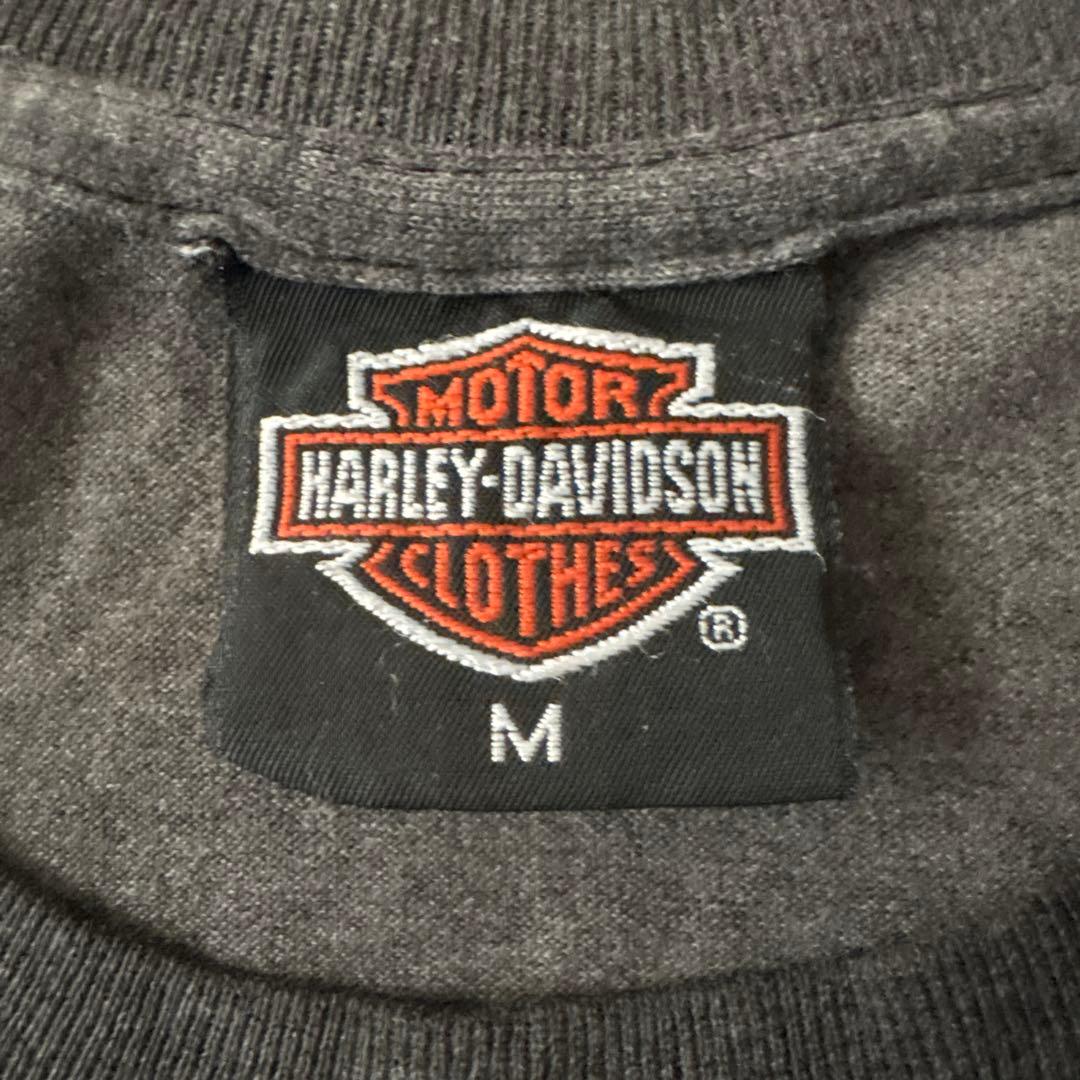 MOTOR
HARLEY-DAVIDSON
CLOTHES
®
M